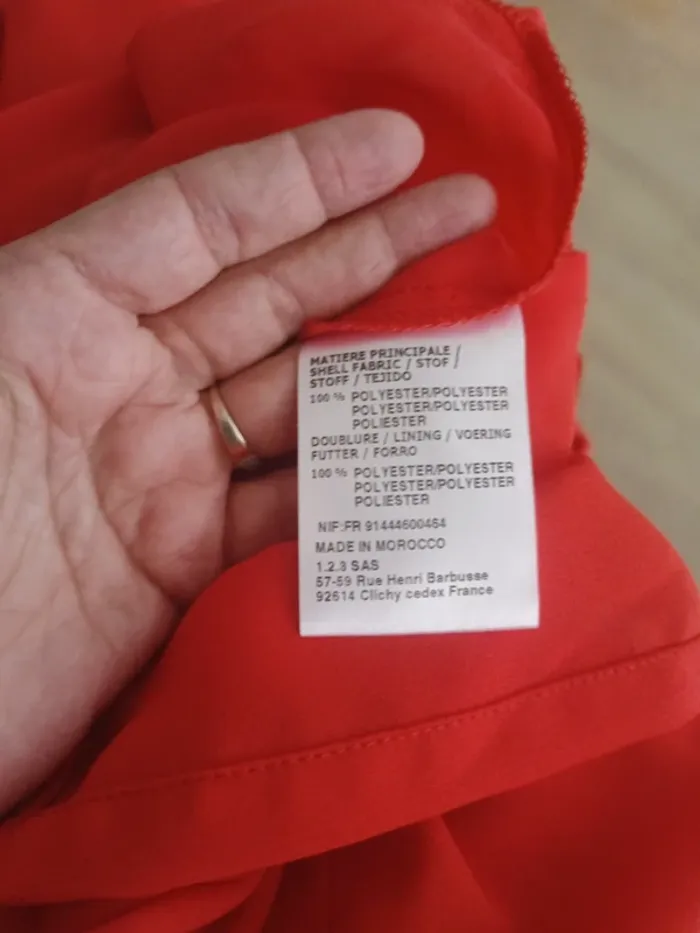 MATIERE PRINCIPALE /
SHELL FABRIC / STOF /
STOFF / TEJIDO
100 % POLYESTER/POLYESTER
POLYESTER/POLYESTER
POLIESTER
DOUBLURE / LINING / VOERING
FUTTER / FORRO
100 % POLYESTER/POLYESTER
POLYESTER/POLYESTER
POLIESTER
NIF:FR 91444600464
MADE IN MOROCCO
1.2.3 SAS
57-59 Rue Henri Barbusse
92614 Clichy cedex France